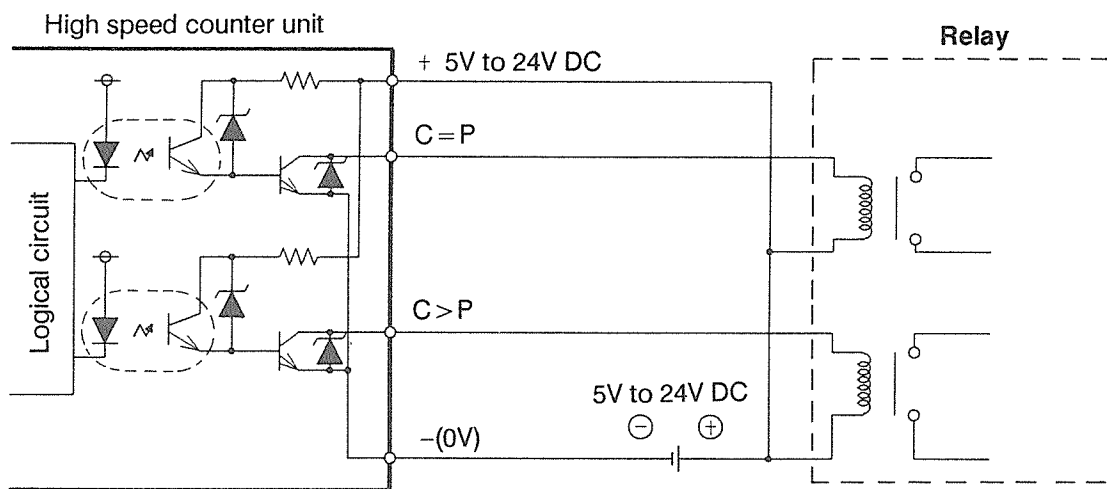 High speed counter unit
Relay
+ 5V to 24V DC
C=P
Logical circuit
C>P
5V to 24V DC
⊖ ⊕
−(0V)